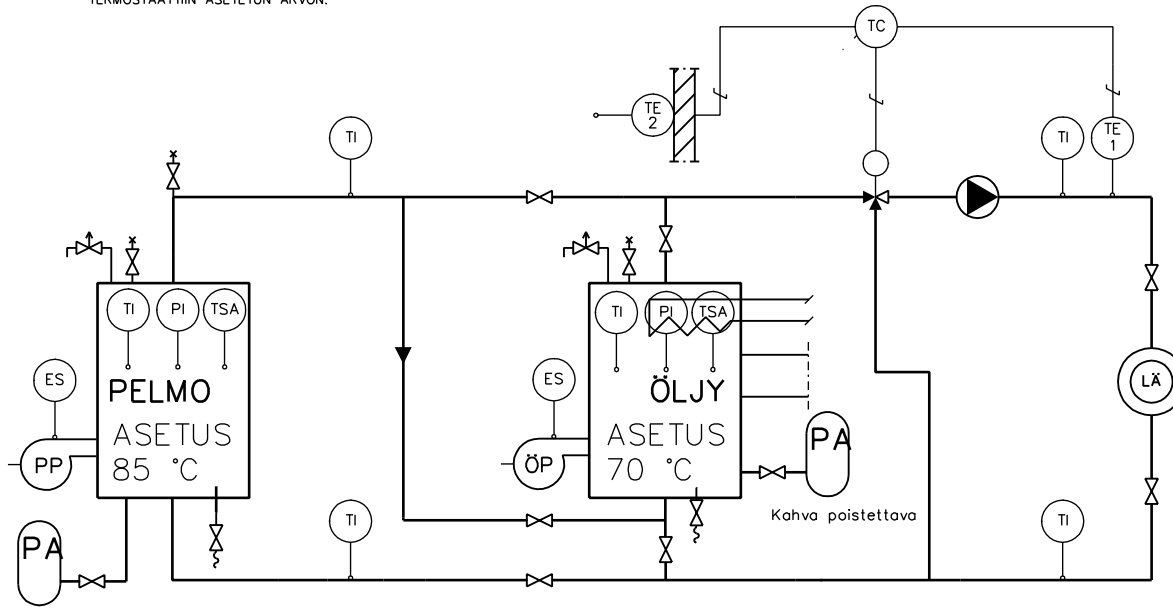 TERMOSTAATTIIN ASETETUN ARVON.
TC
TE
2
TI
TI
TE
1
TI
PI
TSA
TI
PI
TSA
ES
PELMO
ASETUS
85 °C
PP
ES
ÖLJY
ASETUS
70 °C
ÖP
PA
LÄ
Kahva poistettava
PA
TI
TI